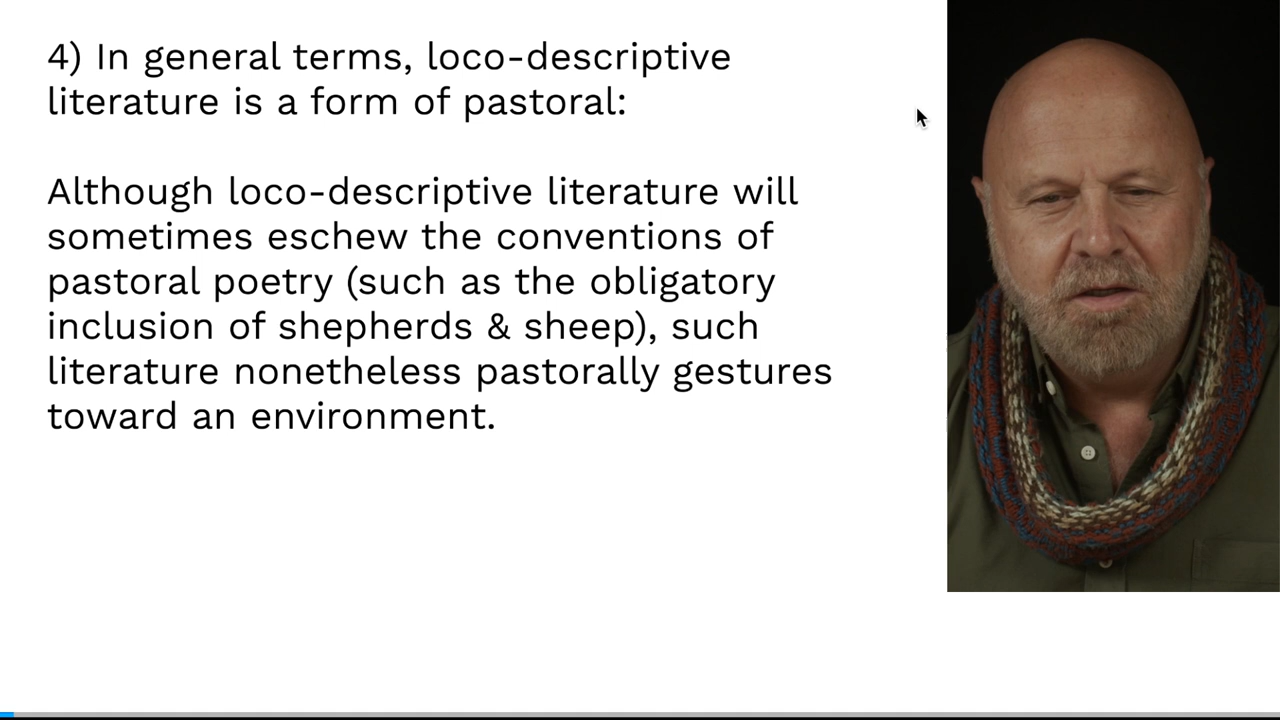 4) In general terms, loco-descriptive
literature is a form of pastoral:
Although loco-descriptive literature will
sometimes eschew the conventions of
pastoral poetry (such as the obligatory
inclusion of shepherds & sheep), such
literature nonetheless pastorally gestures
toward an environment.